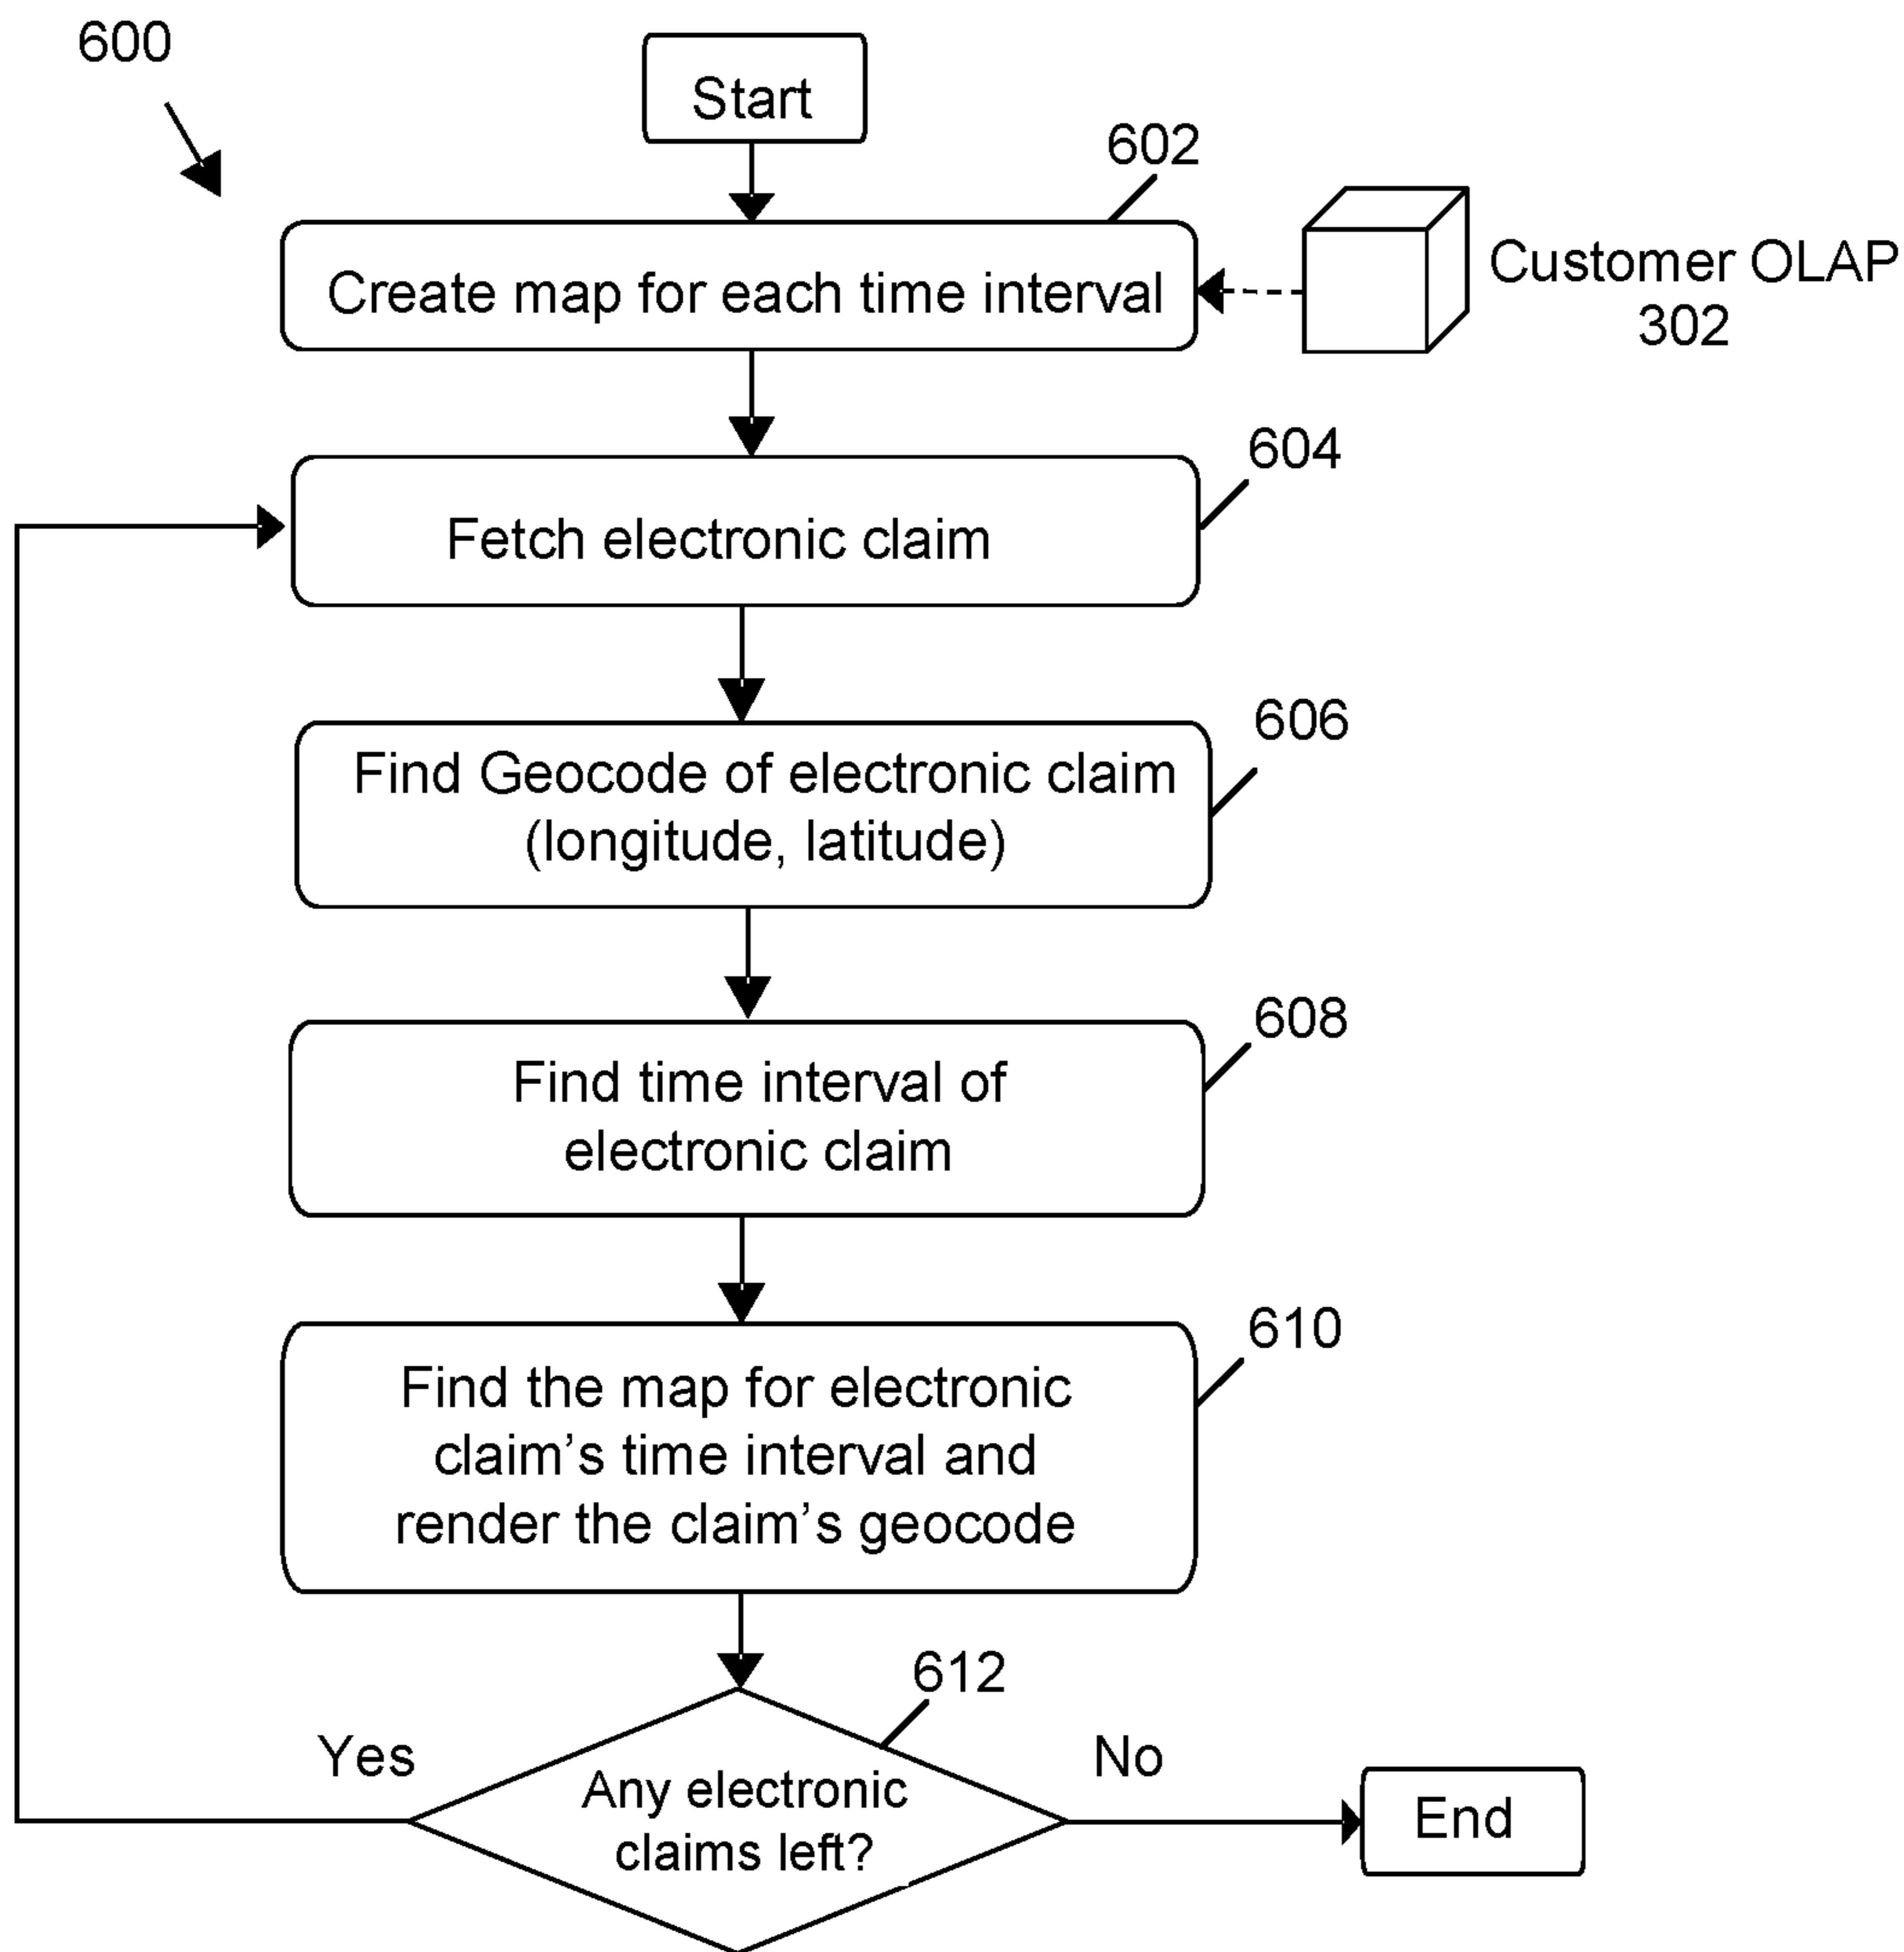 600
Start
602
Create map for each time interval
Customer OLAP
302
604
Fetch electronic claim
606
Find Geocode of electronic claim
(longitude, latitude)
608
Find time interval of
electronic claim
610
Find the map for electronic
claim’s time interval and
render the claim’s geocode
612
Yes
No
Any electronic
claims left?
End